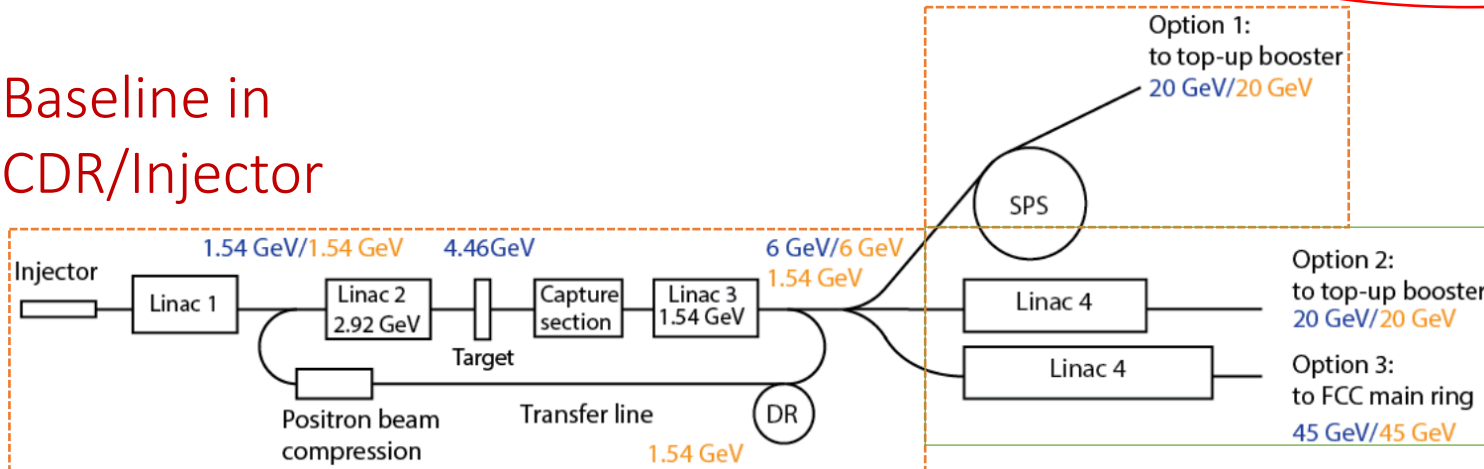 Baseline in
CDR/Injector
Option 1:
to top-up booster
20 GeV/20 GeV
SPS
1.54 GeV/1.54 GeV
4.46GeV
6 GeV/6 GeV
1.54 GeV
Injector
Linac 1
Linac 2
2.92 GeV
Target
Capture
section
Linac 3
1.54 GeV
Linac 4
Option 2:
to top-up booster
20 GeV/20 GeV
Linac 4
Option 3:
to FCC main ring
45 GeV/45 GeV
Positron beam
compression
Transfer line
DR
1.54 GeV